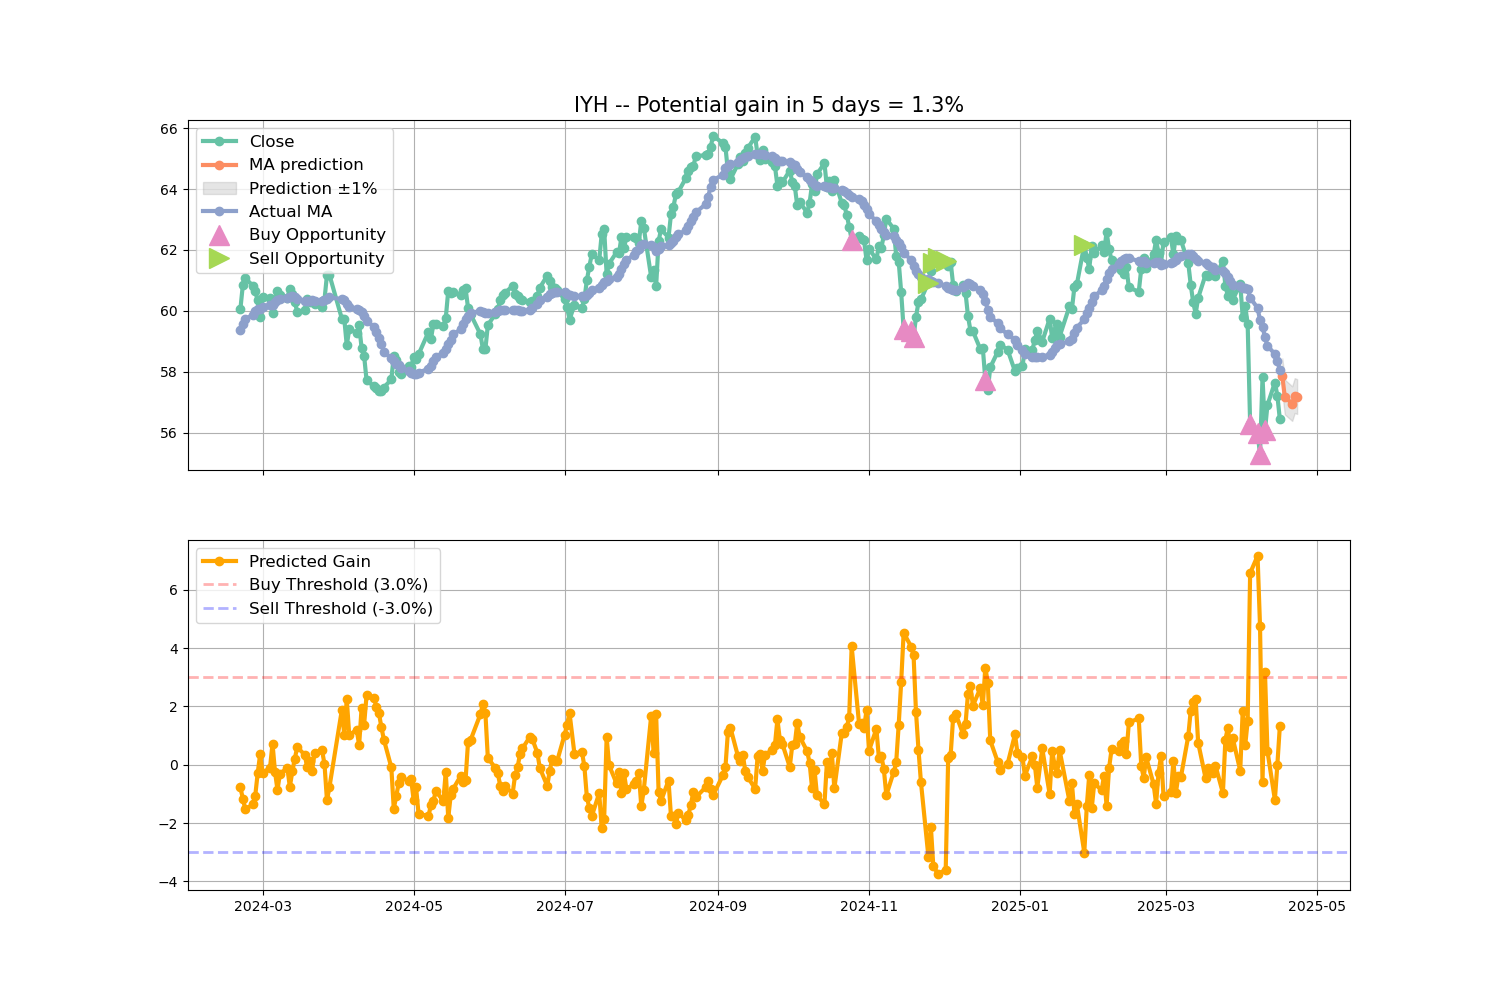 IYH -- Potential gain in 5 days = 1.3%
66
64
62
60
58
56
Close
MA prediction
Prediction ±1%
Actual MA
Buy Opportunity
Sell Opportunity
6
4
2
0
−2
−4
Predicted Gain
Buy Threshold (3.0%)
Sell Threshold (-3.0%)
2024-03
2024-05
2024-07
2024-09
2024-11
2025-01
2025-03
2025-05